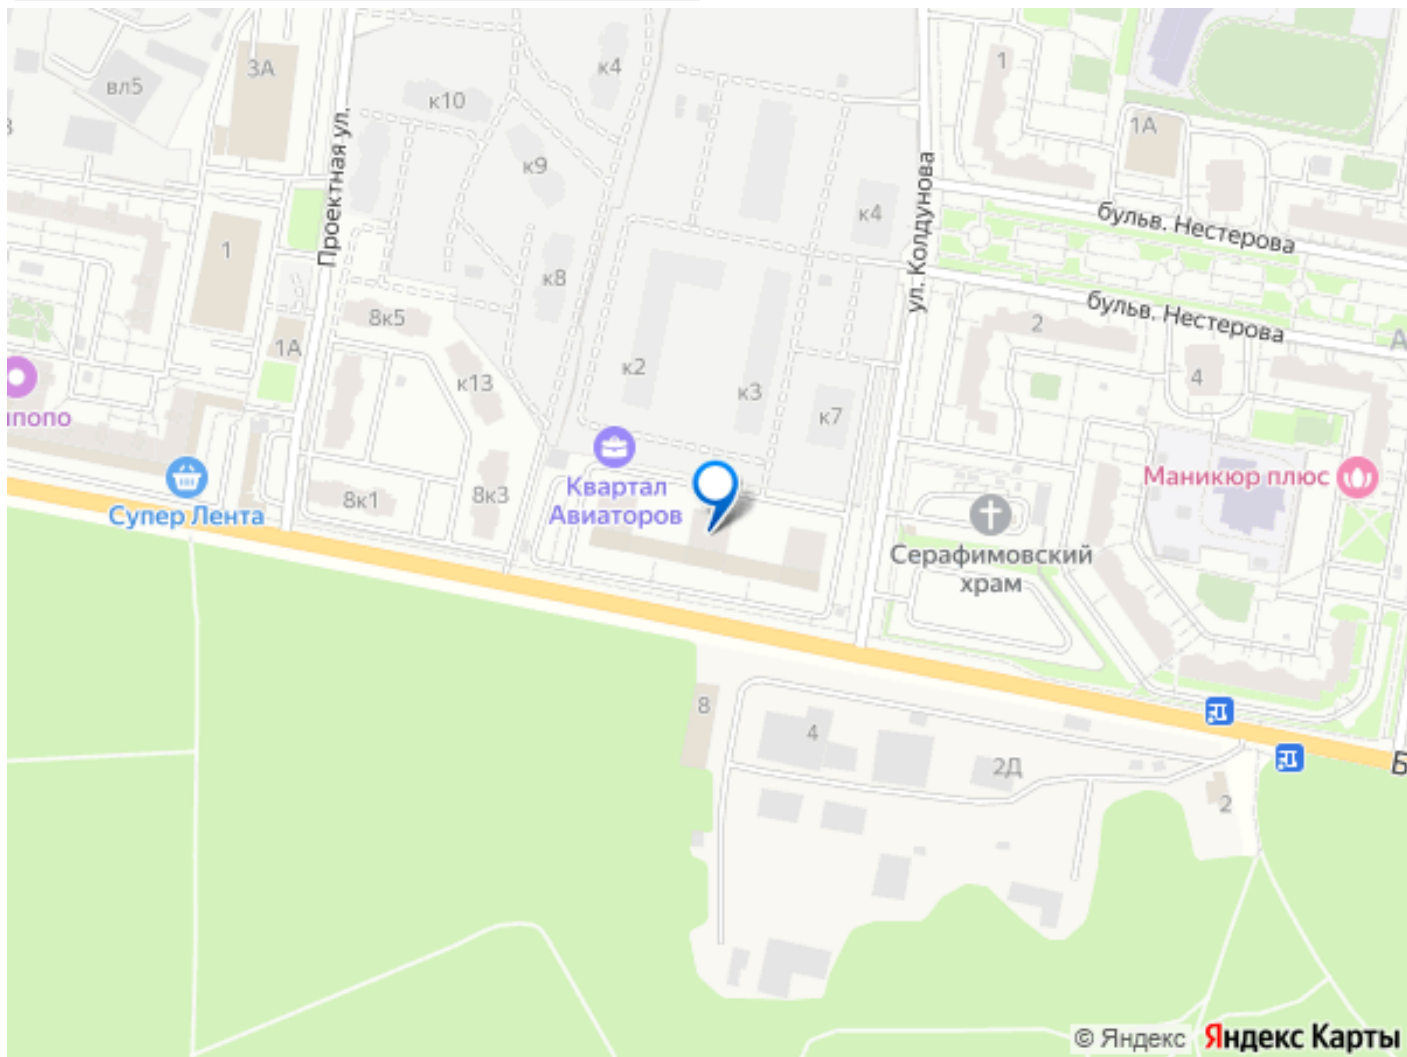 3А
к4
1
вл5
к10
1А
Проектная ул.
к9
ул. Колдунова
к4
бульв. Нестерова
1
к8
бульв. Нестерова
8к5
2
1А
к2
4
к13
к3
к7
Маникюр плюс
Квартал
Авиаторов
8к1
8к3
Супер Лента
Серафимовский
храм
8
4
2Д
2
© Яндекс Яндекс Карты